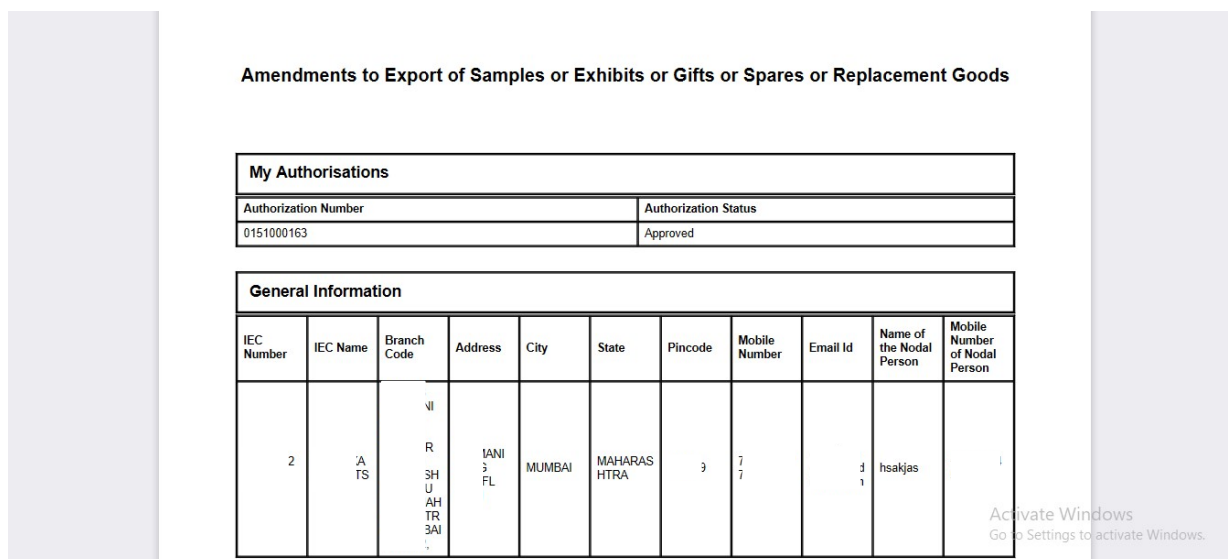 Amendments to Export of Samples or Exhibits or Gifts or Spares or Replacement Goods
My Authorisations
Authorization Number Authorization Status
0151000163 Approved
General Information
IEC Number IEC Name Branch Code Address City State Pincode Mobile Number Email Id Name of the Nodal Person Mobile Number of Nodal Person
MUMBAI MAHARASHTRA hsakjas
Activate Windows
Go to Settings to activate Windows.